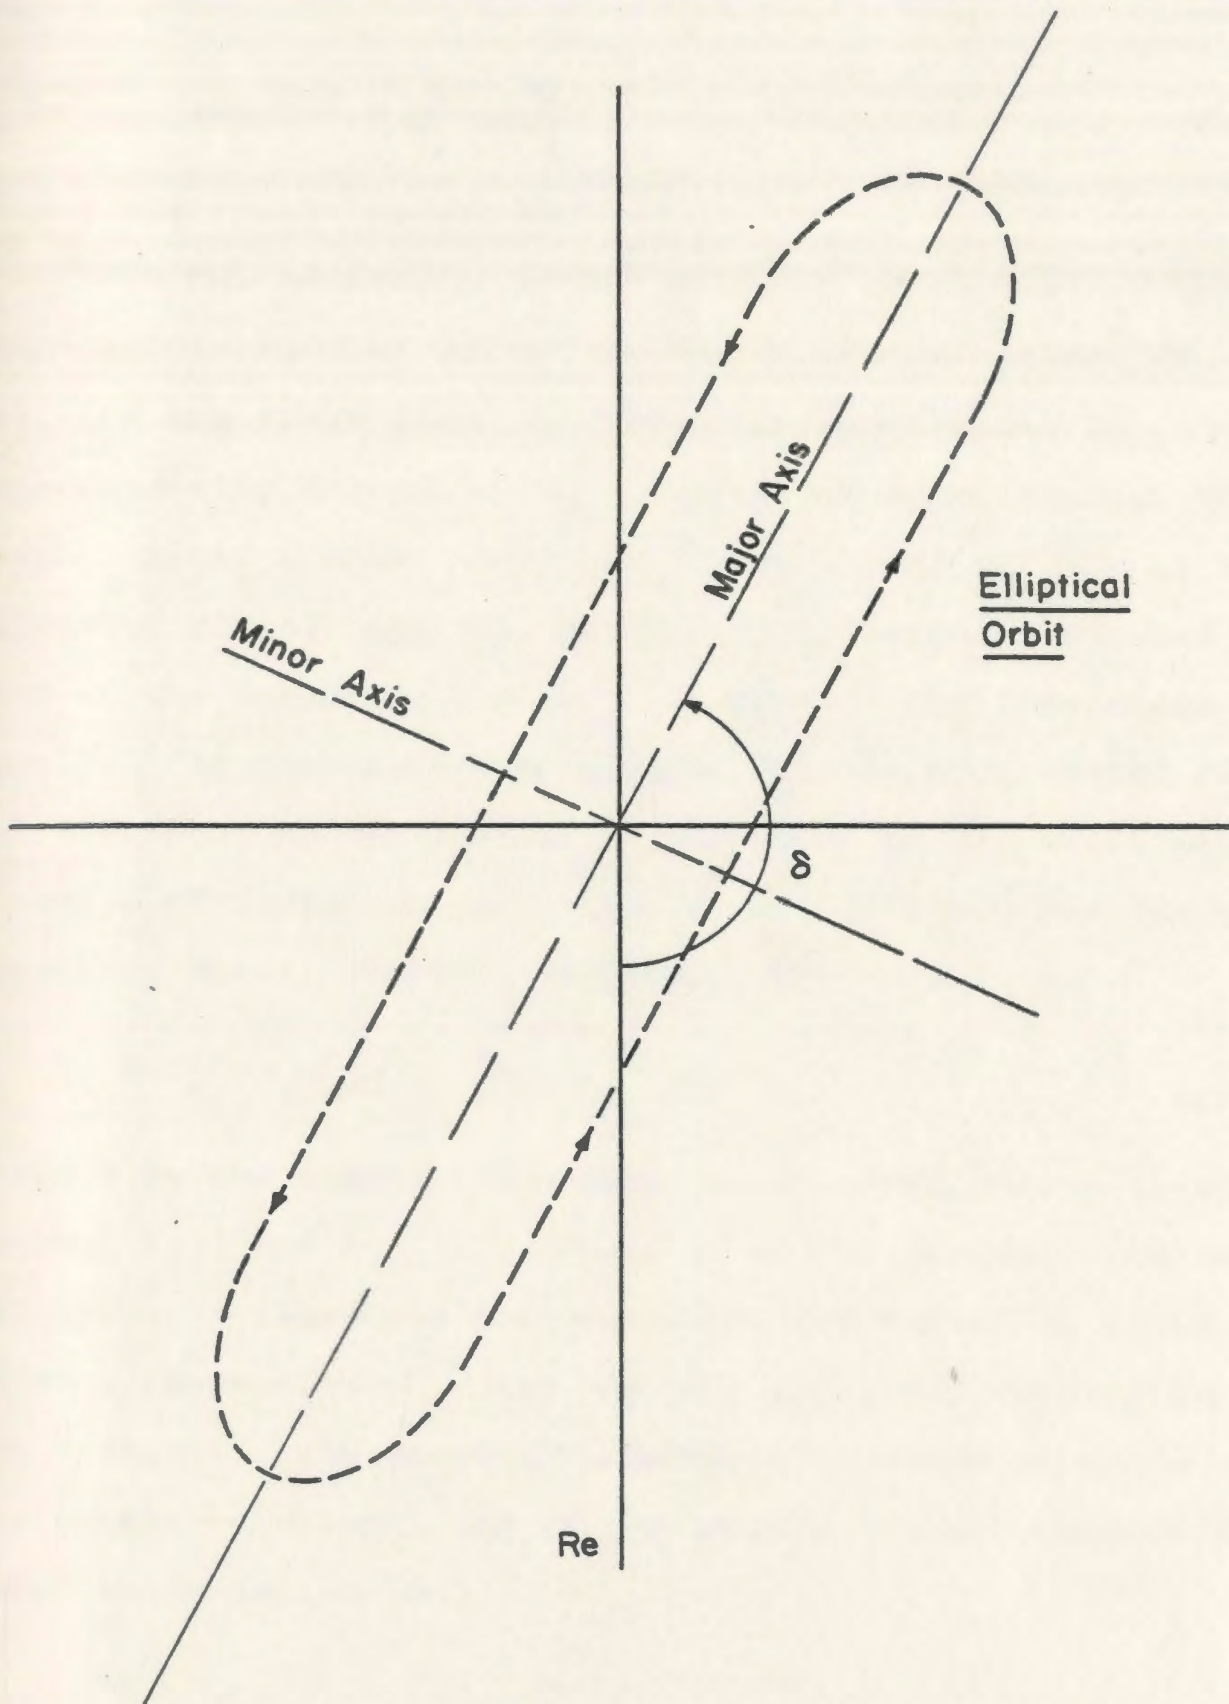 Major Axis
Elliptical
Orbit
Minor Axis
δ
Re